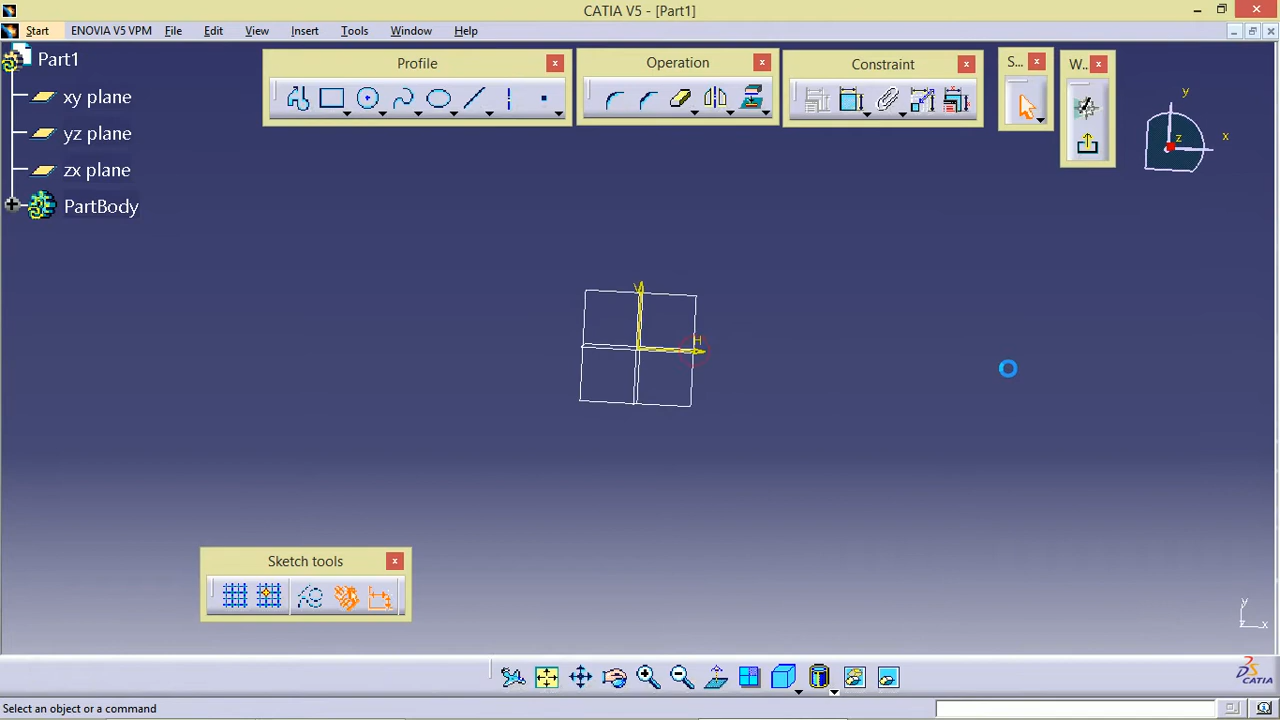 CATIA V5 - [Part1]
Start ENOVIA V5 VPM File Edit View Insert Tools Window Help
Part1
xy plane
yz plane
zx plane
PartBody
Profile
Operation
Constraint
S...
W...
y
x
z
V
H
Sketch tools
y
z x
CATIA
Select an object or a command